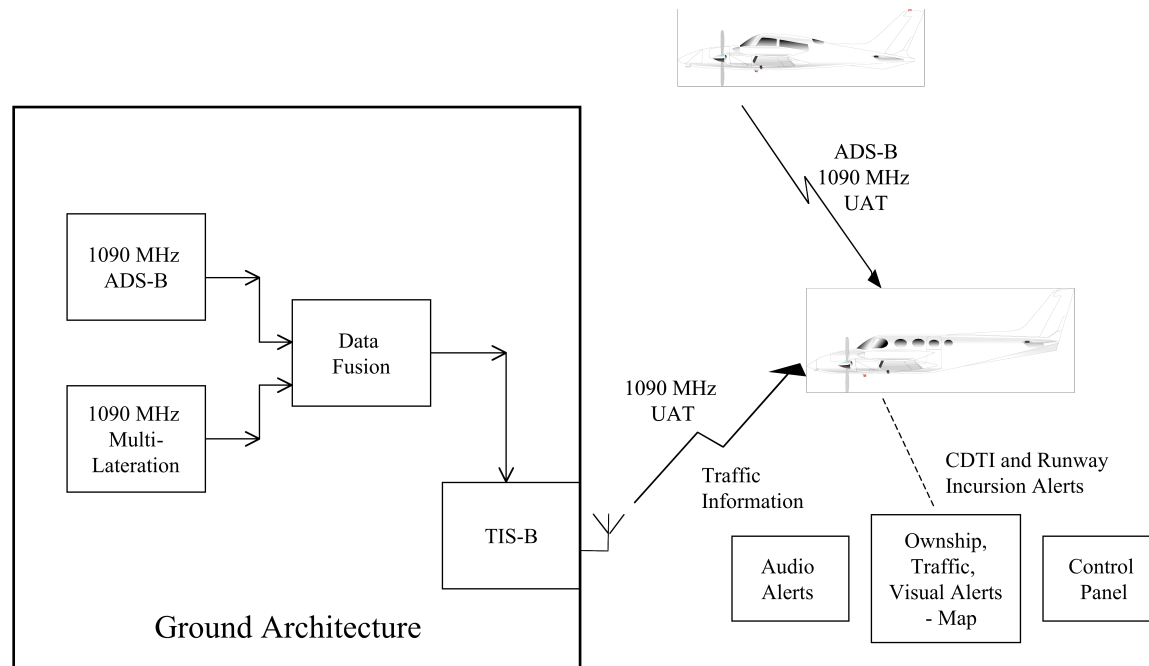 ADS-B
1090 MHz
UAT
1090 MHz
ADS-B
Data
Fusion
1090 MHz
Multi-
Lateration
1090 MHz
UAT
Traffic
Information
CDTI and Runway
Incursion Alerts
TIS-B
Audio
Alerts
Ownship,
Traffic,
Visual Alerts
- Map
Control
Panel
Ground Architecture